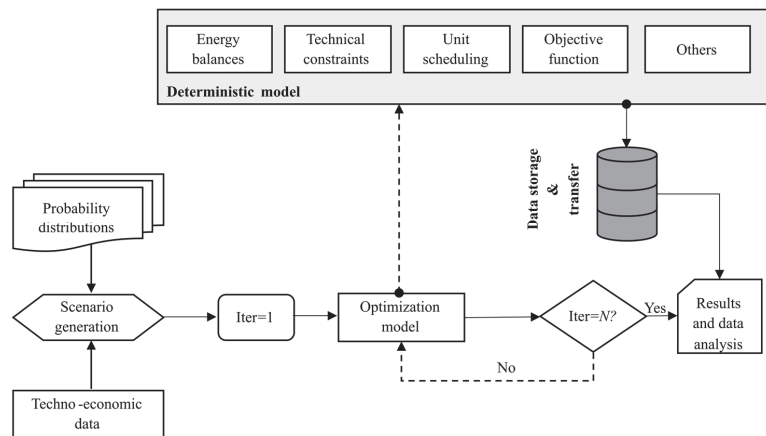 Energy
balances
Technical
constraints
Unit
scheduling
Objective
function
Others
Deterministic model
Data storage
&
transfer
Probability
distributions
Scenario
generation
Iter=1
Optimization
model
Iter=N?
Yes
Results
and data
analysis
No
Techno-economic
data